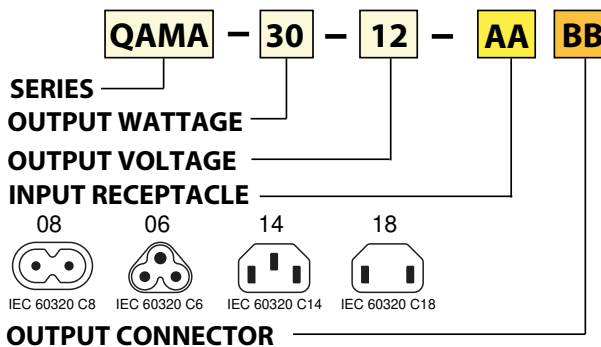 QAMA – 30 – 12 – AA BB
SERIES
OUTPUT WATTAGE
OUTPUT VOLTAGE
INPUT RECEPTACLE
08 06 14 18
IEC 60320 C8 IEC 60320 C6 IEC 60320 C14 IEC 60320 C18
OUTPUT CONNECTOR